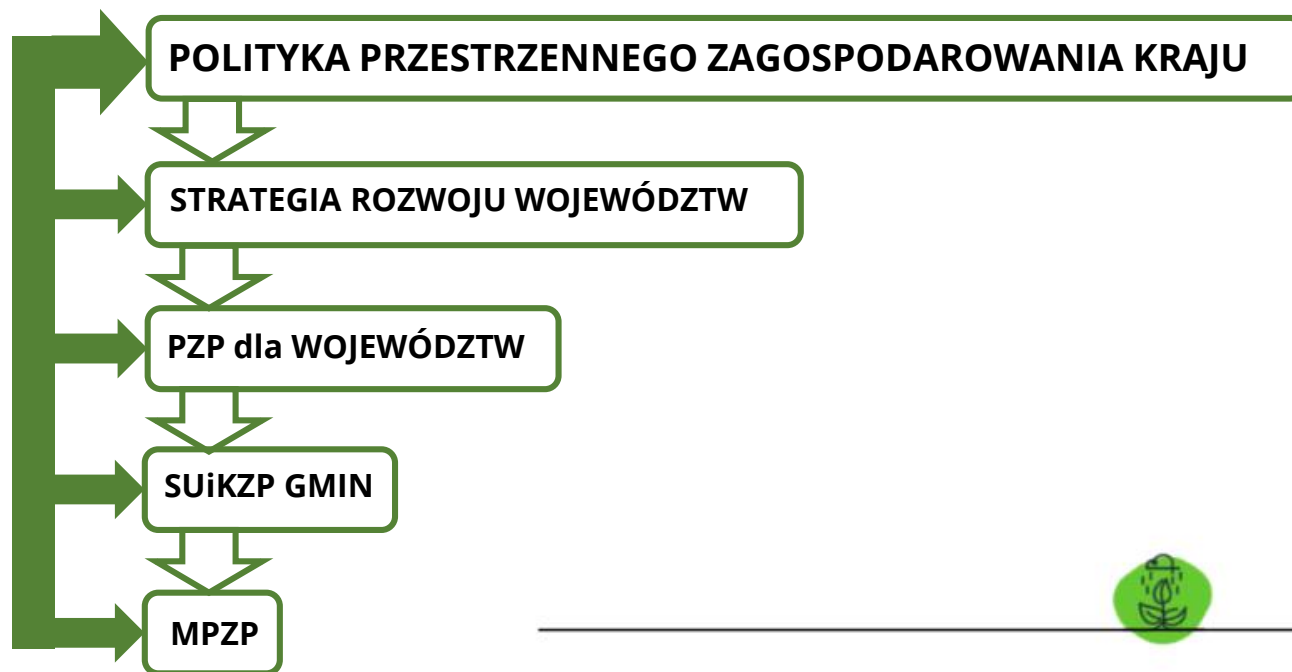 POLITYKA PRZESTRZENNEGO ZAGOSPODAROWANIA KRAJU
STRATEGIA ROZWOJU WOJEWÓDZTW
PZP dla WOJEWÓDZTW
SUiKZP GMIN
MPZP